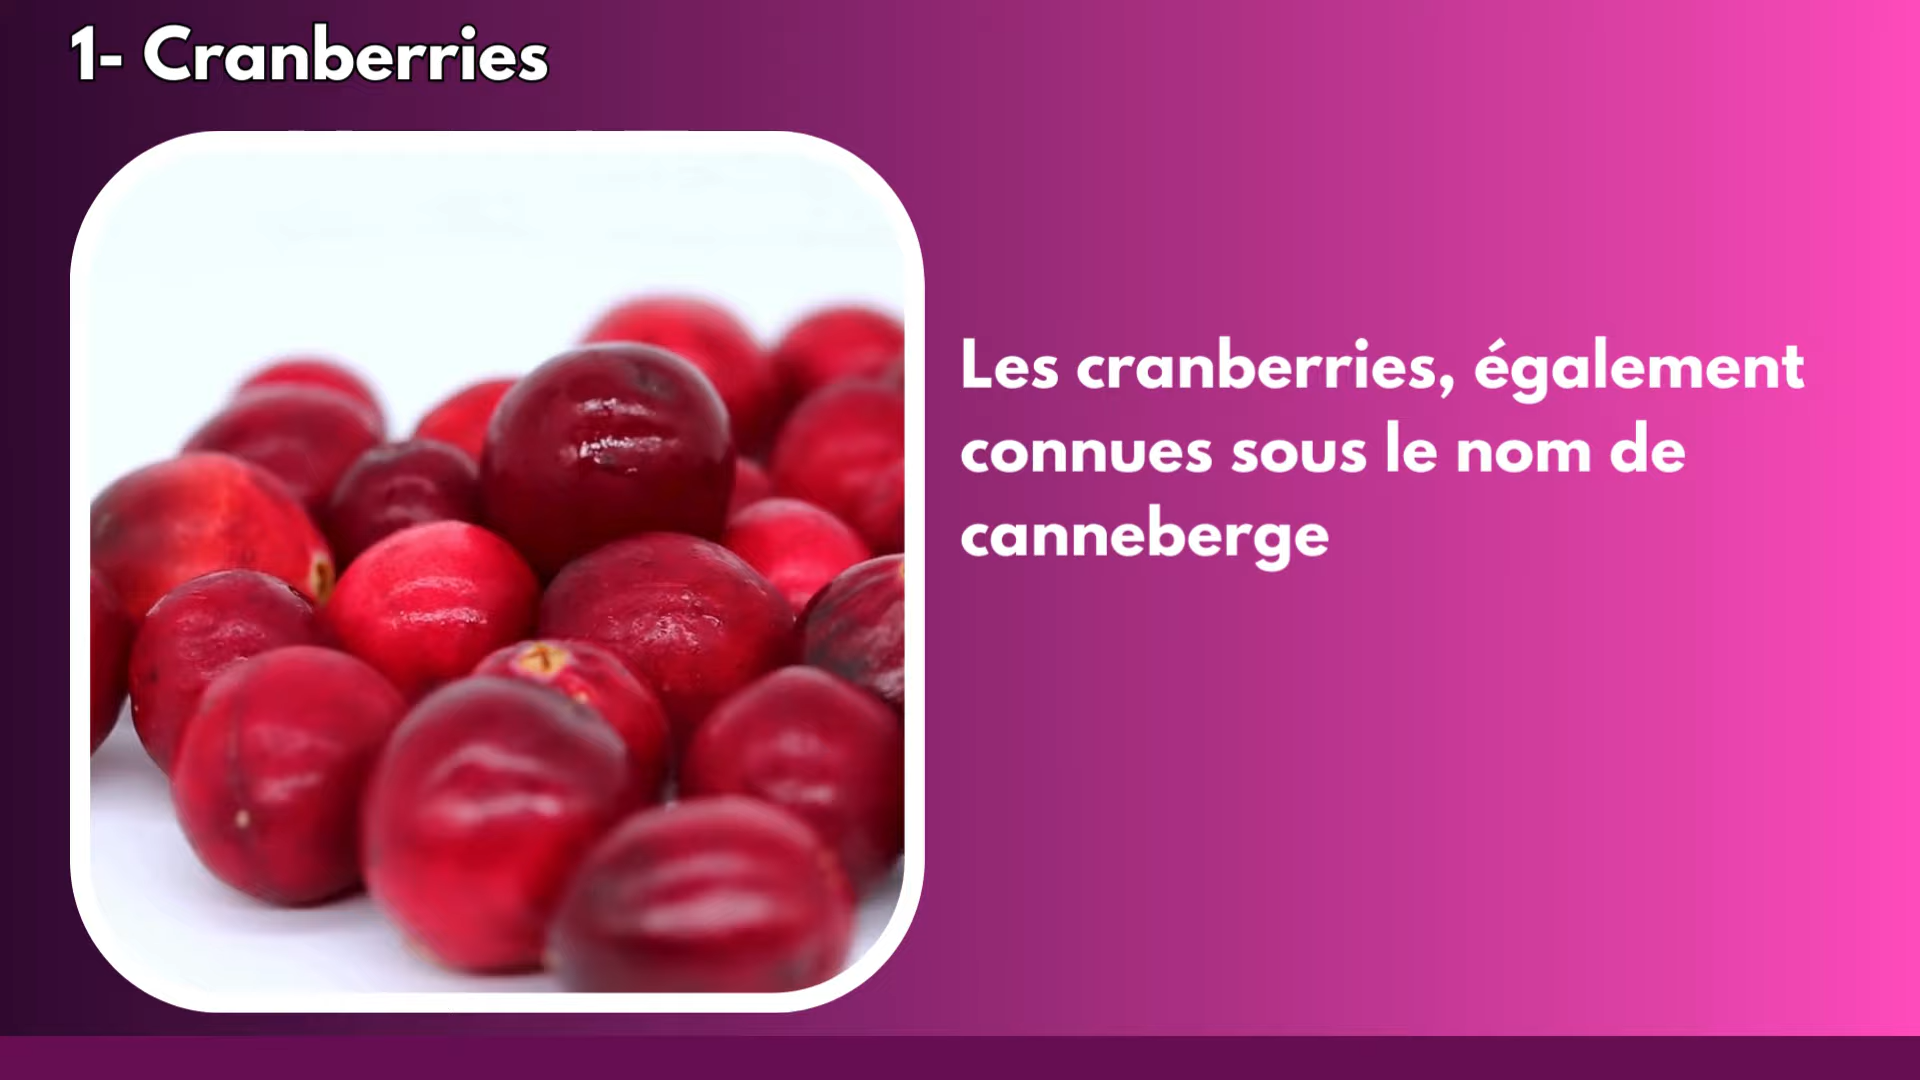 1- Cranberries
Les cranberries, également
connues sous le nom de
canneberge